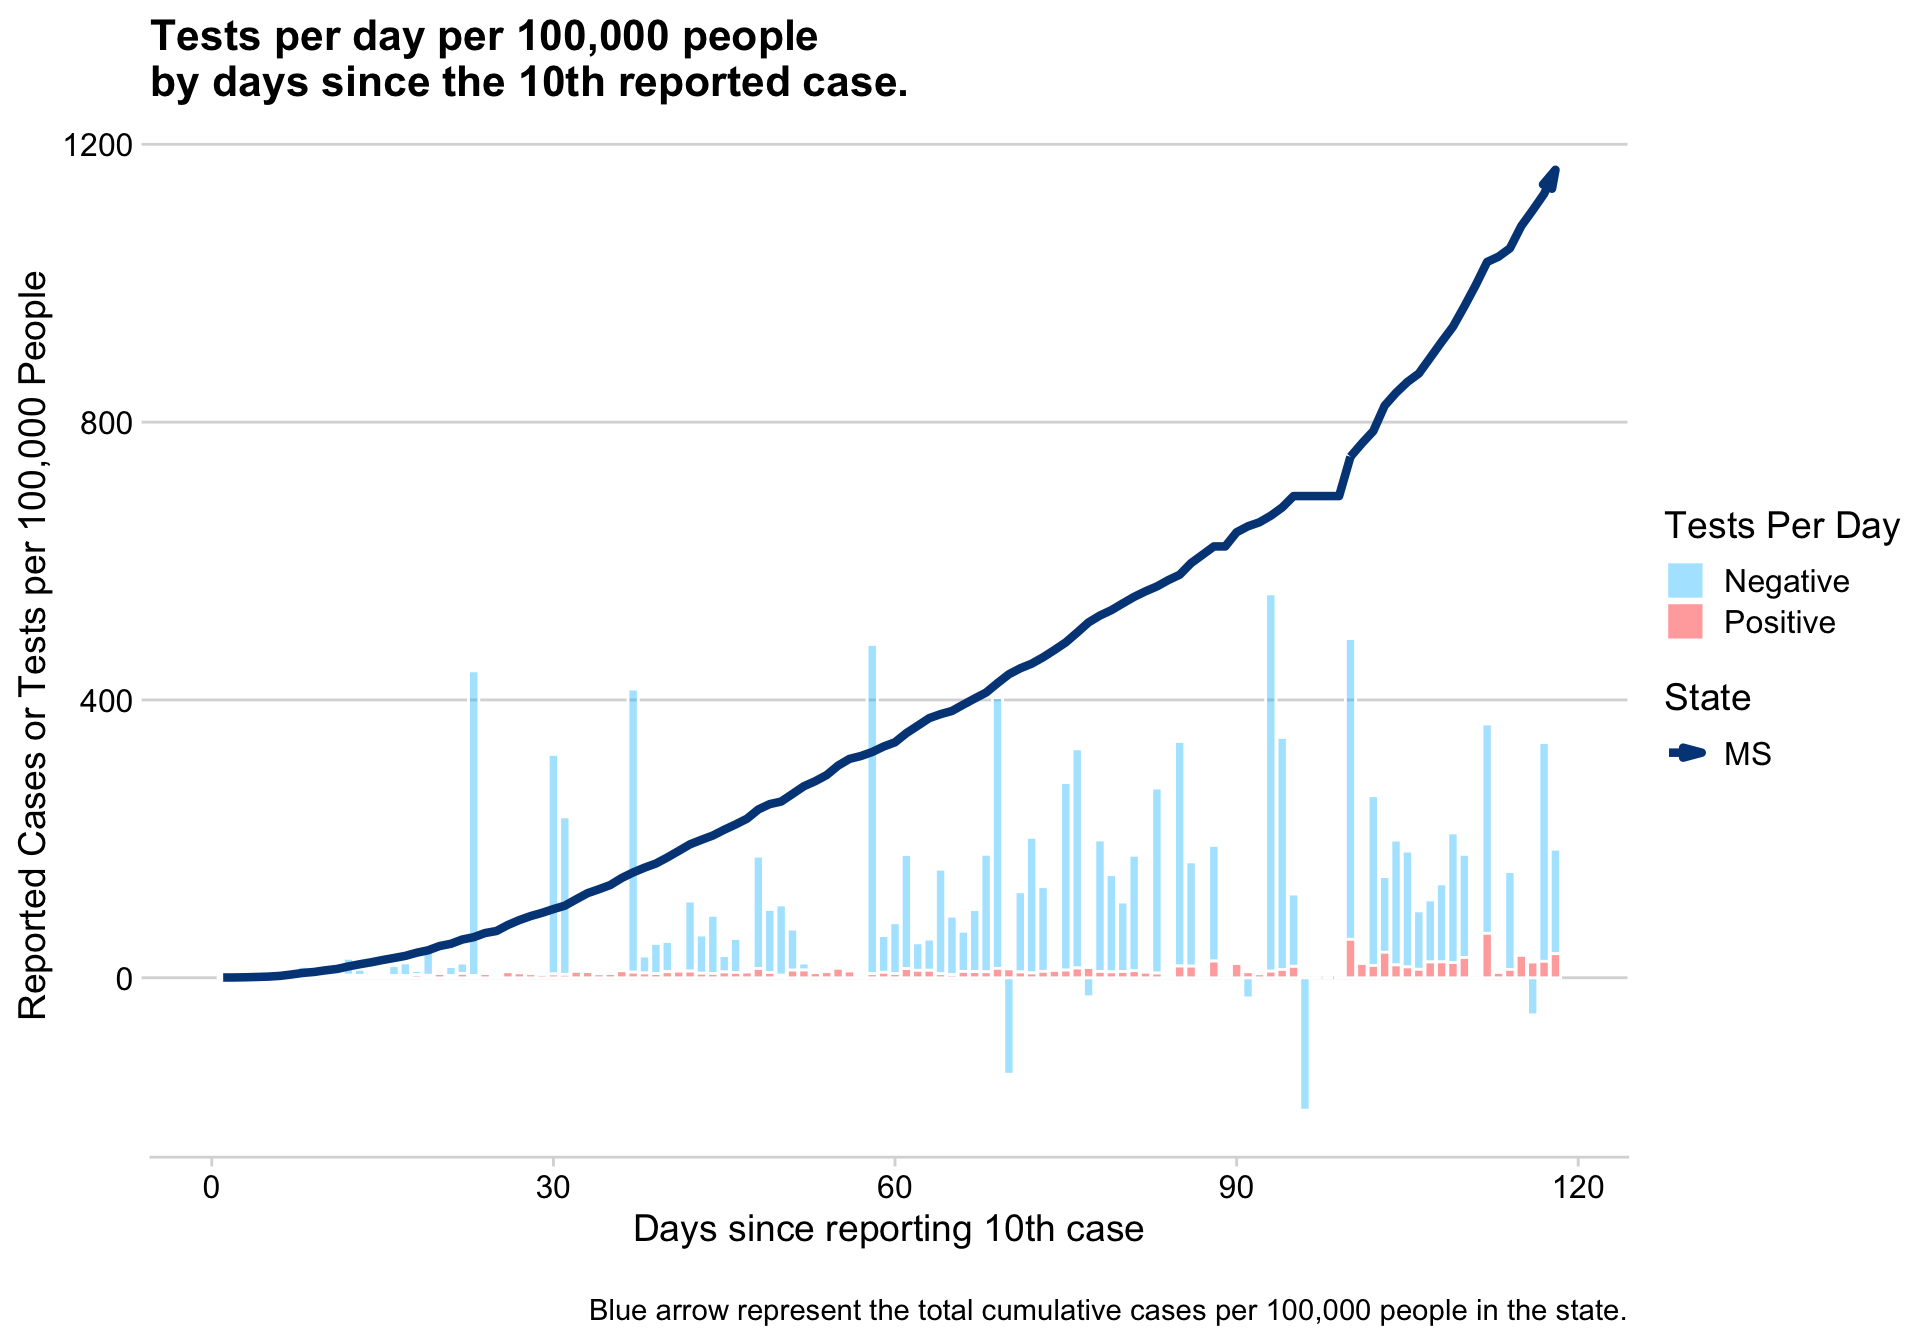 Tests per day per 100,000 people
by days since the 10th reported case.
Reported Cases or Tests per 100,000 People
1200
800
400
0
0 30 60 90 120
Days since reporting 10th case
Tests Per Day
Negative
Positive
State
MS
Blue arrow represent the total cumulative cases per 100,000 people in the state.